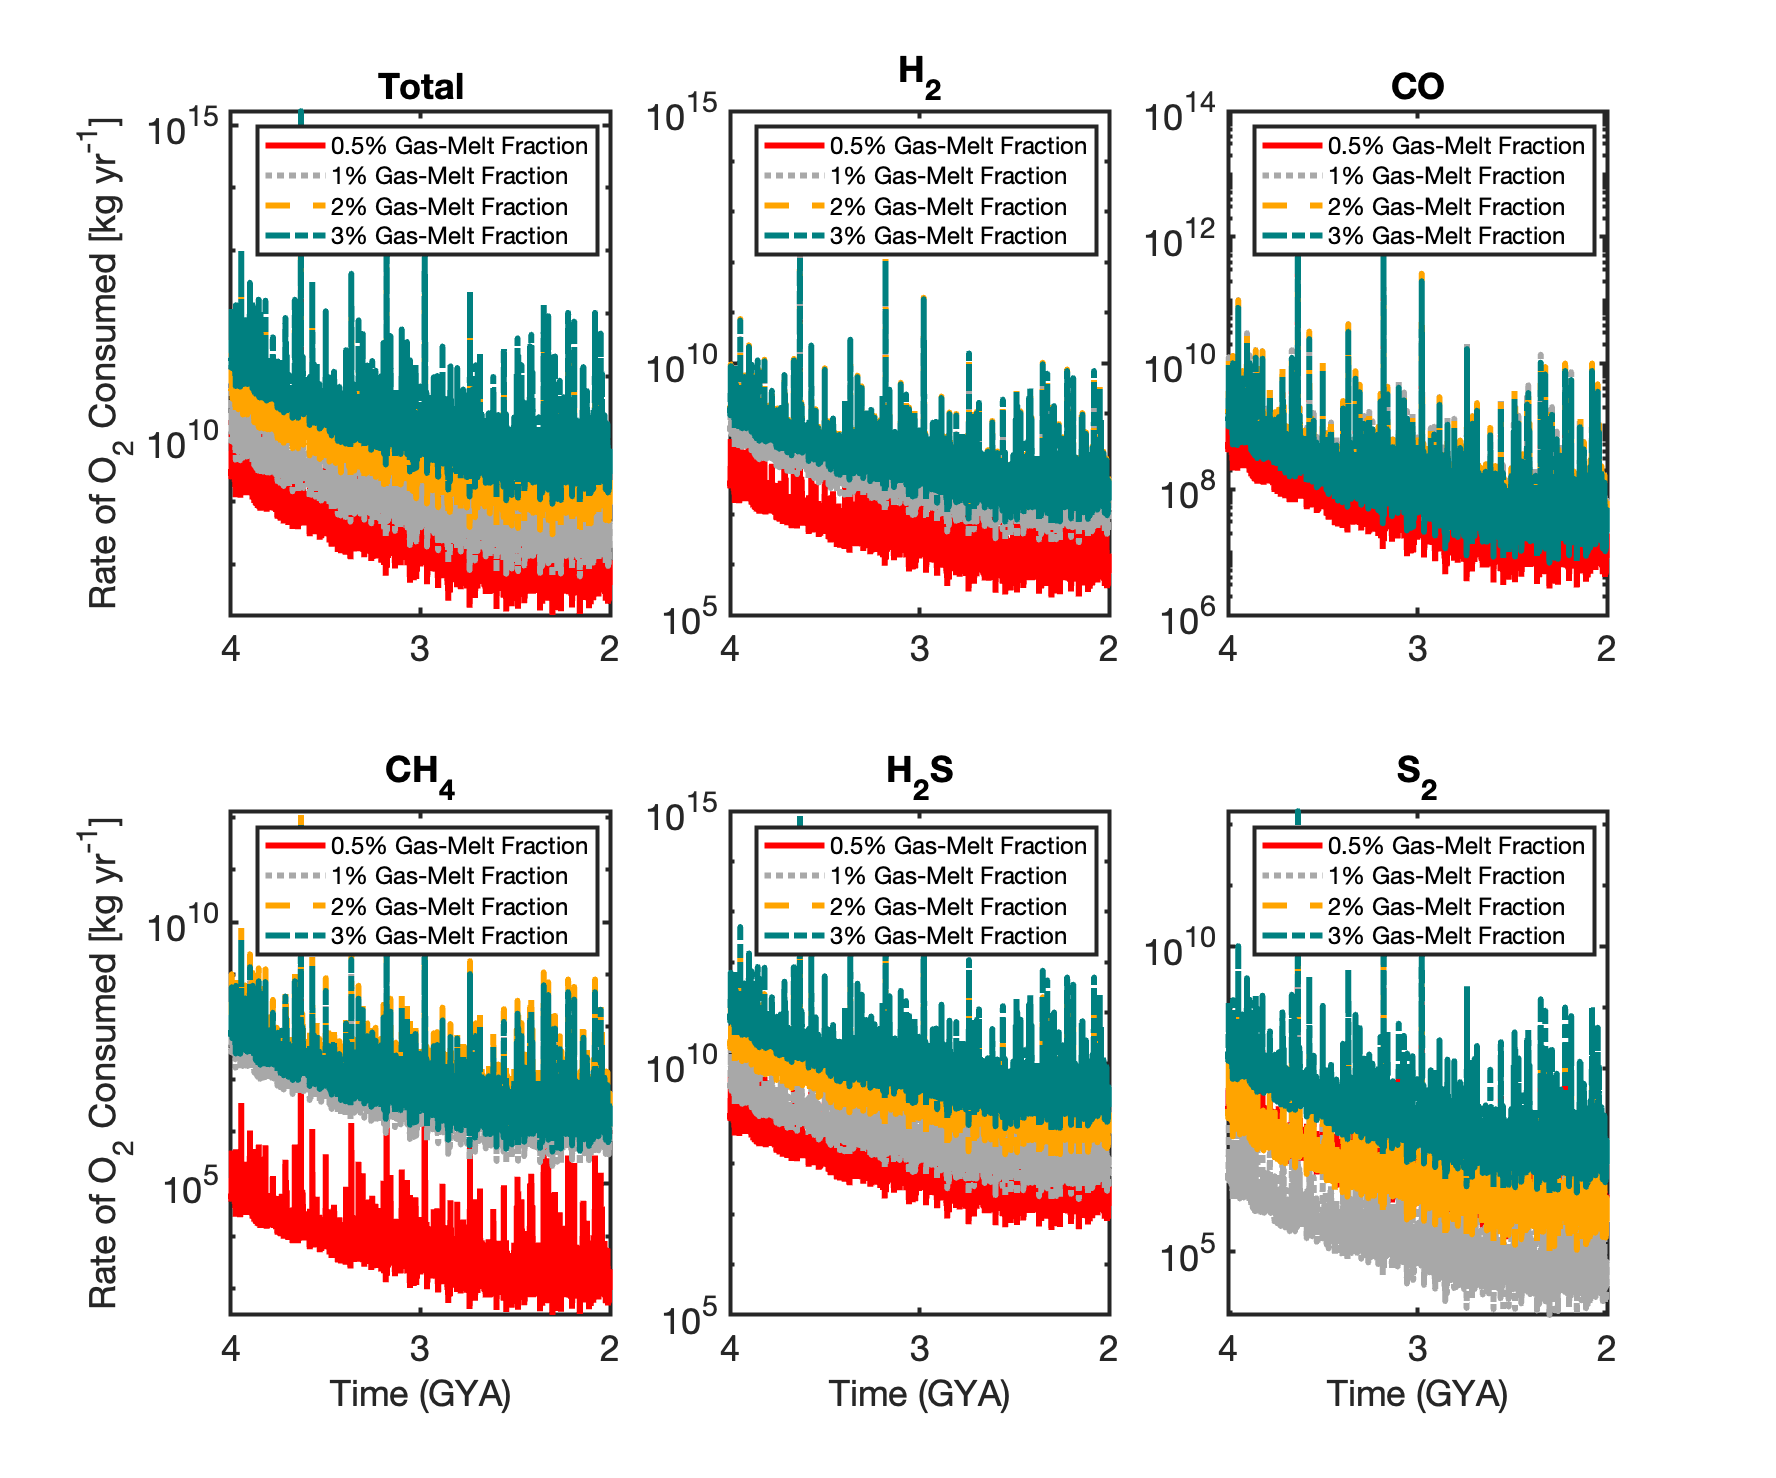 Total
Rate of O2 Consumed [kg yr-1]
10^15
10^10
0.5% Gas-Melt Fraction
1% Gas-Melt Fraction
2% Gas-Melt Fraction
3% Gas-Melt Fraction
4 3 2
H2
10^15
10^10
10^5
0.5% Gas-Melt Fraction
1% Gas-Melt Fraction
2% Gas-Melt Fraction
3% Gas-Melt Fraction
4 3 2
CO
10^14
10^12
10^10
10^8
10^6
0.5% Gas-Melt Fraction
1% Gas-Melt Fraction
2% Gas-Melt Fraction
3% Gas-Melt Fraction
4 3 2
CH4
Rate of O2 Consumed [kg yr-1]
10^10
10^5
0.5% Gas-Melt Fraction
1% Gas-Melt Fraction
2% Gas-Melt Fraction
3% Gas-Melt Fraction
4 3 2
Time (GYA)
H2S
10^15
10^10
10^5
0.5% Gas-Melt Fraction
1% Gas-Melt Fraction
2% Gas-Melt Fraction
3% Gas-Melt Fraction
4 3 2
Time (GYA)
S2
10^10
10^5
0.5% Gas-Melt Fraction
1% Gas-Melt Fraction
2% Gas-Melt Fraction
3% Gas-Melt Fraction
4 3 2
Time (GYA)